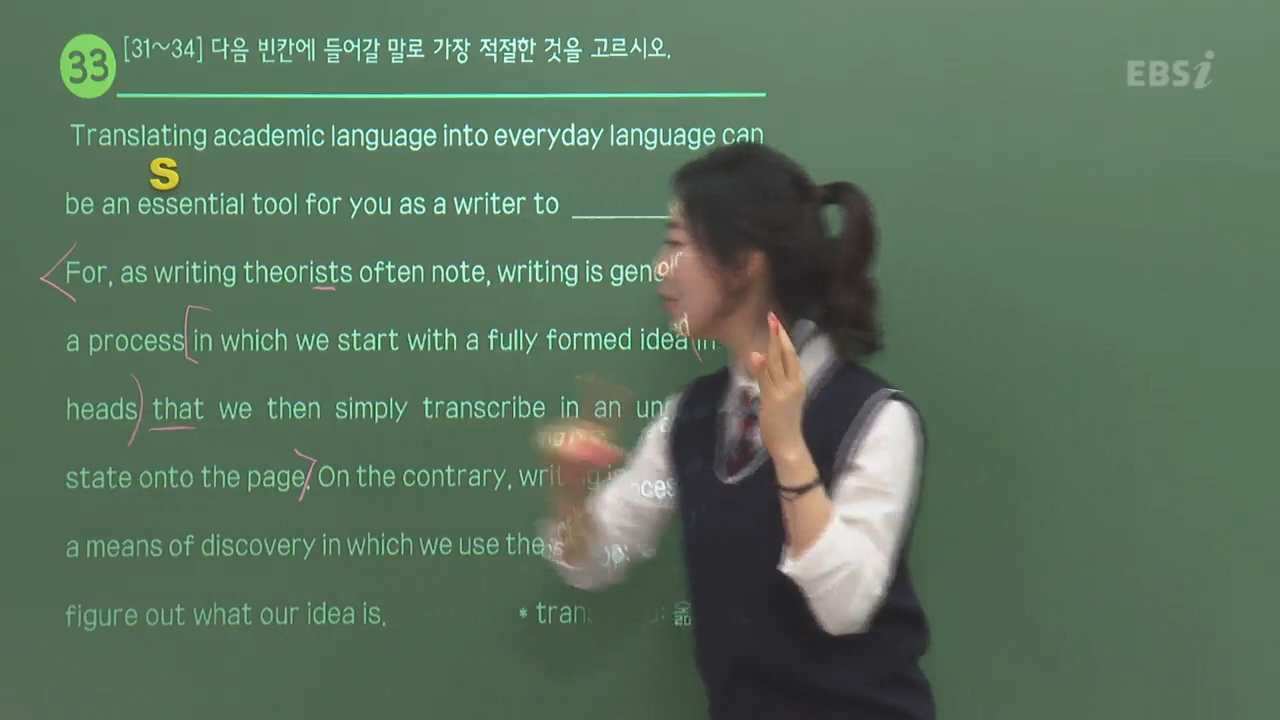 33 [31~34] 다음 빈칸에 들어갈 말로 가장 적절한 것을 고르시오.
EBSi
Translating academic language into everyday language can
S
be an essential tool for you as a writer to
For, as writing theorists often note, writing is
a process in which we start with a fully formed idea in
heads that we then simply transcribe in an
state onto the page. On the contrary,
a means of discovery in which we use the
figure out what our idea is.
*